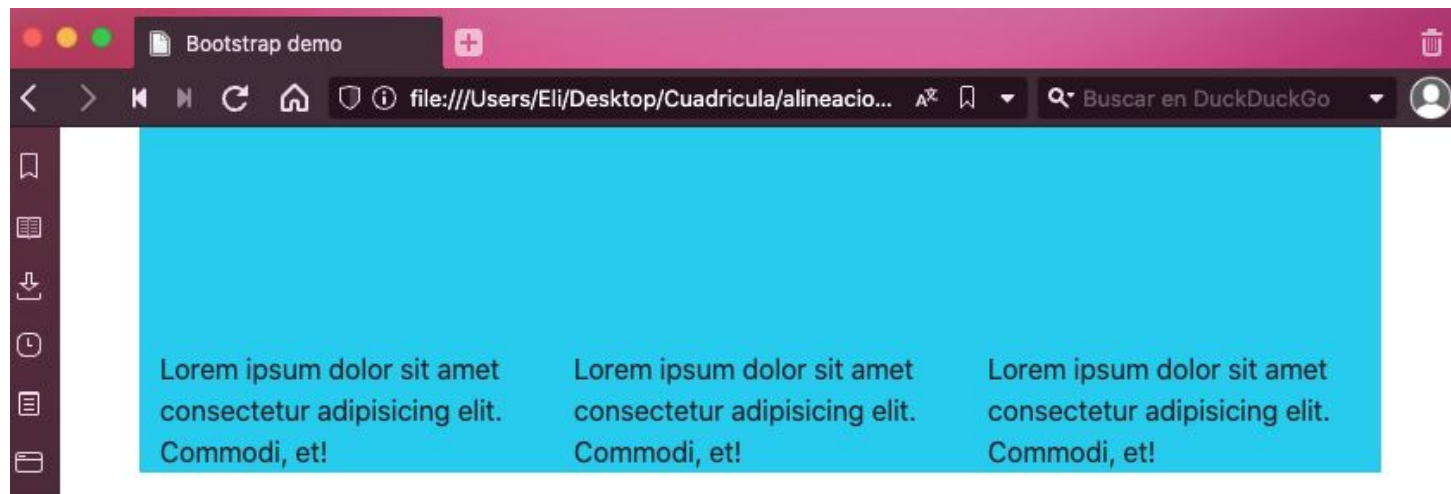 Bootstrap demo
file:///Users/Eli/Desktop/Cuadricula/alineacio...
Buscar en DuckDuckGo
Lorem ipsum dolor sit amet
consectetur adipisicing elit.
Commodi, et!
Lorem ipsum dolor sit amet
consectetur adipisicing elit.
Commodi, et!
Lorem ipsum dolor sit amet
consectetur adipisicing elit.
Commodi, et!